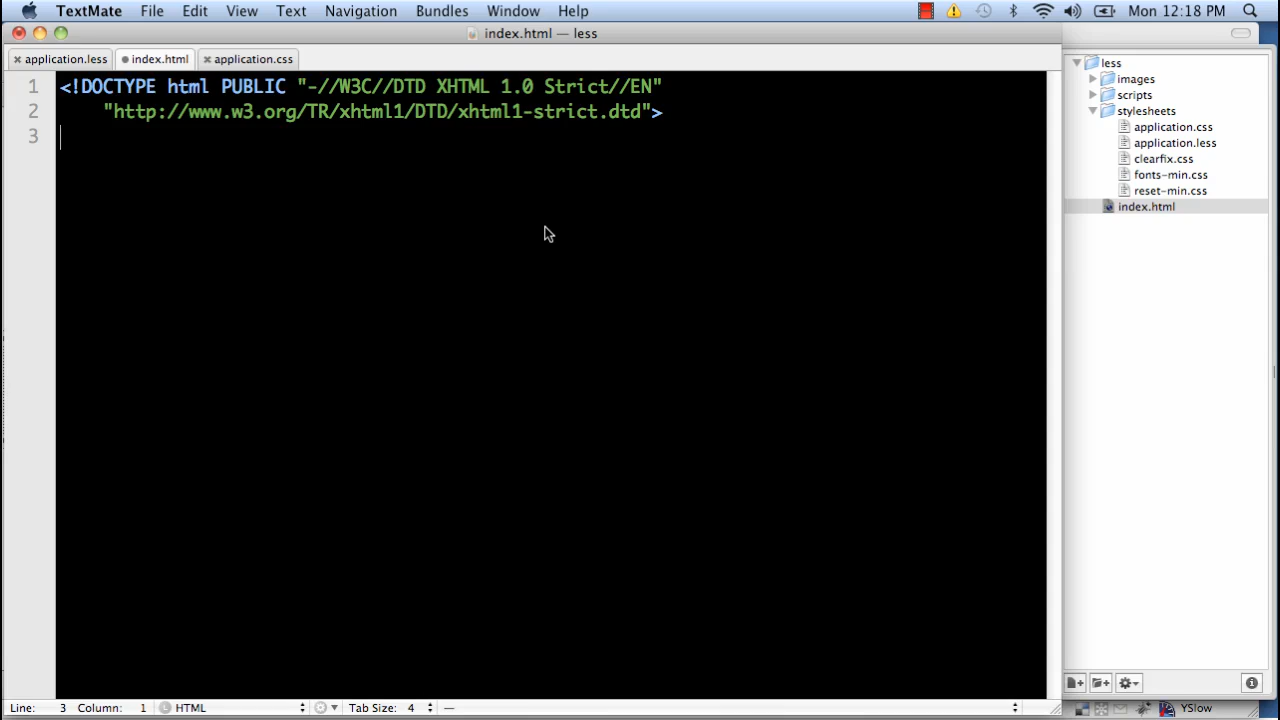 TextMate File Edit View Text Navigation Bundles Window Help Mon 12:18 PM
index.html — less
application.less index.html application.css
1 <!DOCTYPE html PUBLIC "-//W3C//DTD XHTML 1.0 Strict//EN"
2 "http://www.w3.org/TR/xhtml1/DTD/xhtml1-strict.dtd">
3
less
images
scripts
stylesheets
application.css
application.less
clearfix.css
fonts-min.css
reset-min.css
index.html
Line: 3 Column: 1 HTML Tab Size: 4 —
YSlow